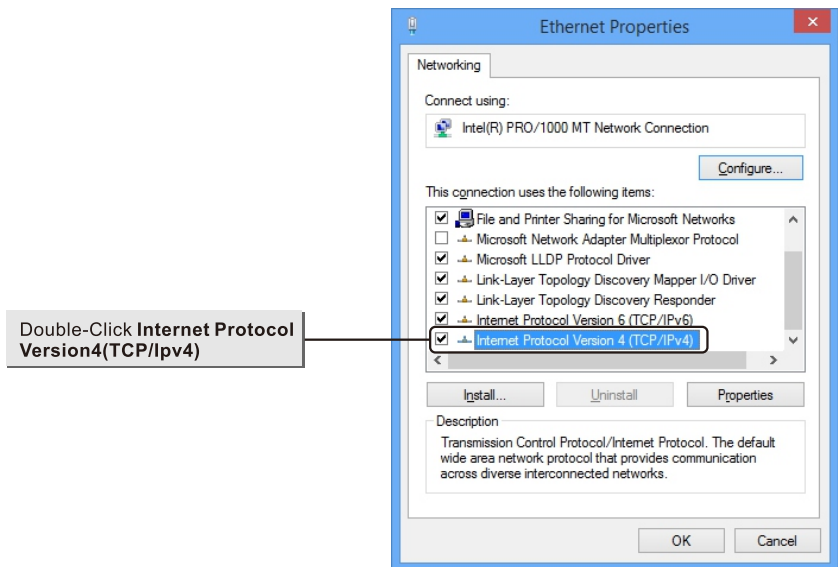 Ethernet Properties
Networking
Connect using:
Intel(R) PRO/1000 MT Network Connection
Configure...
This connection uses the following items:
File and Printer Sharing for Microsoft Networks
Microsoft Network Adapter Multiplexor Protocol
Microsoft LLDP Protocol Driver
Link-Layer Topology Discovery Mapper I/O Driver
Link-Layer Topology Discovery Responder
Internet Protocol Version 6 (TCP/IPv6)
Internet Protocol Version 4 (TCP/IPv4)
Double-Click Internet Protocol
Version4(TCP/Ipv4)
Install...
Uninstall
Properties
Description
Transmission Control Protocol/Internet Protocol. The default
wide area network protocol that provides communication
across diverse interconnected networks.
OK
Cancel